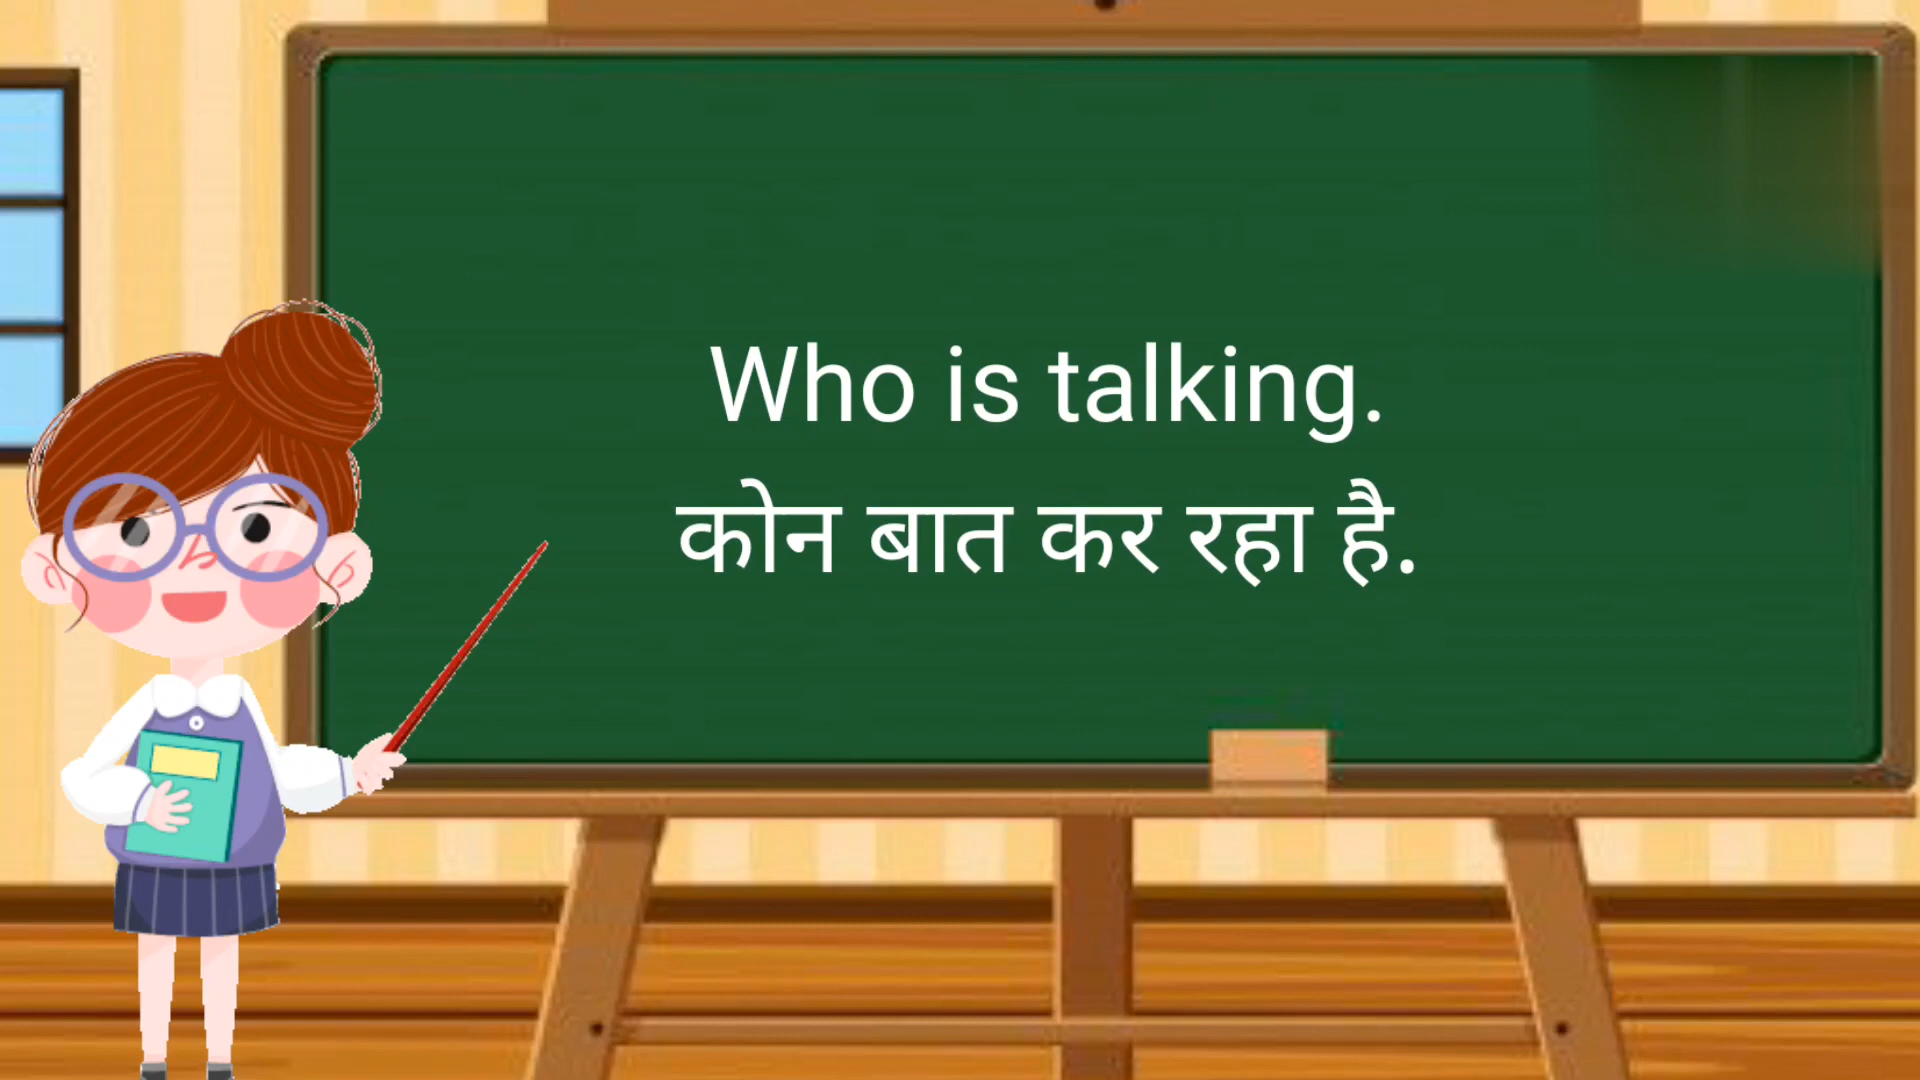 Who is talking.
कोन बात कर रहा है.